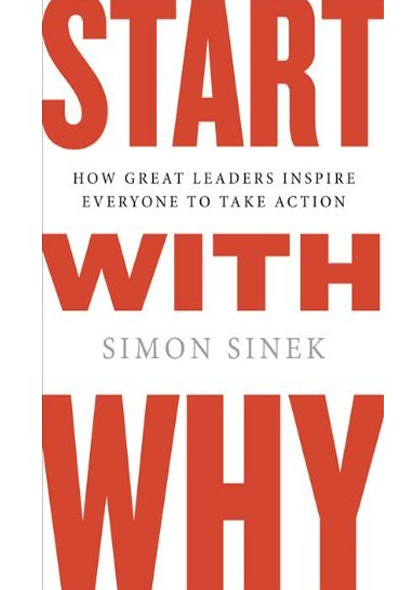 START
HOW GREAT LEADERS INSPIRE
EVERYONE TO TAKE ACTION
WITH
SIMON SINEK
WHY